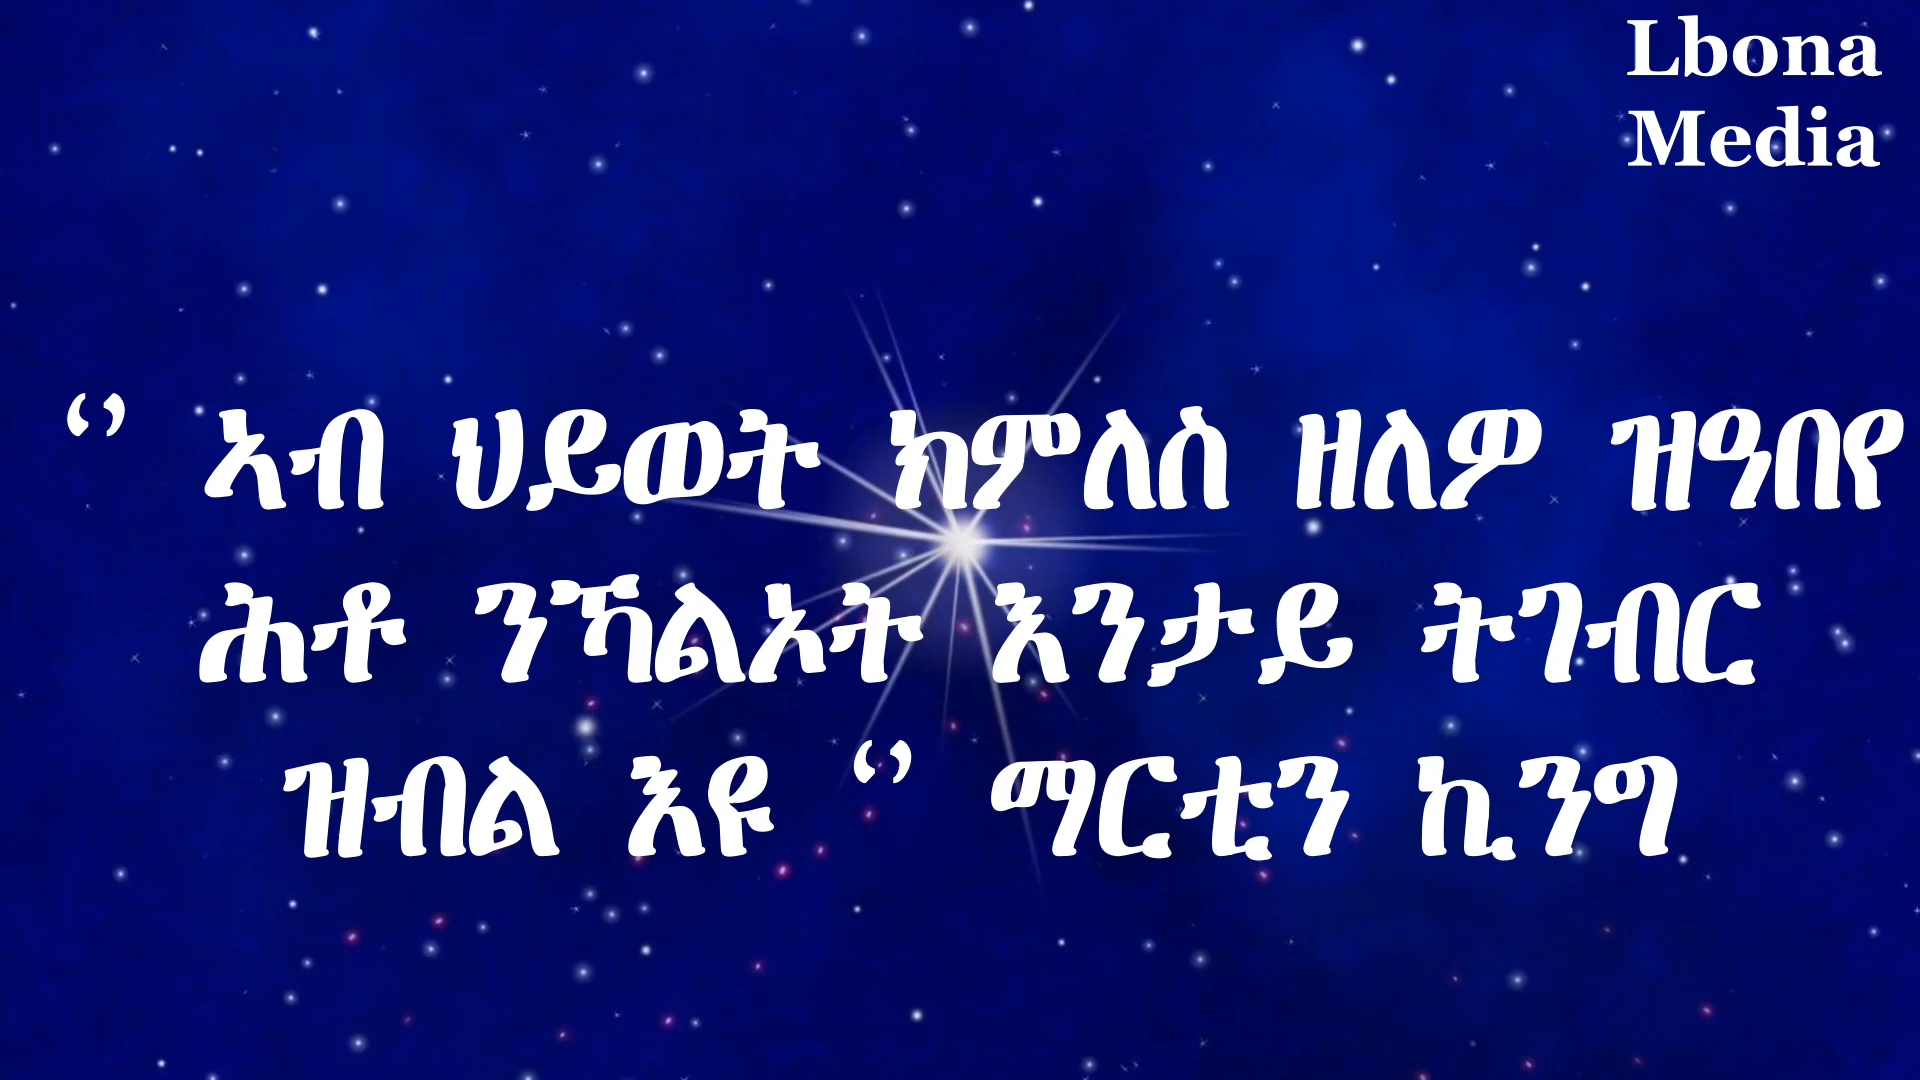 Lbona
Media
‘’ ኣብ ህይወት ክምለስ ዘለዎ ዝዓበየ
ሕቶ ንኻልኦት እንታይ ትገብር
ዝብል እዩ ‘’ ማርቲን ኪንግ